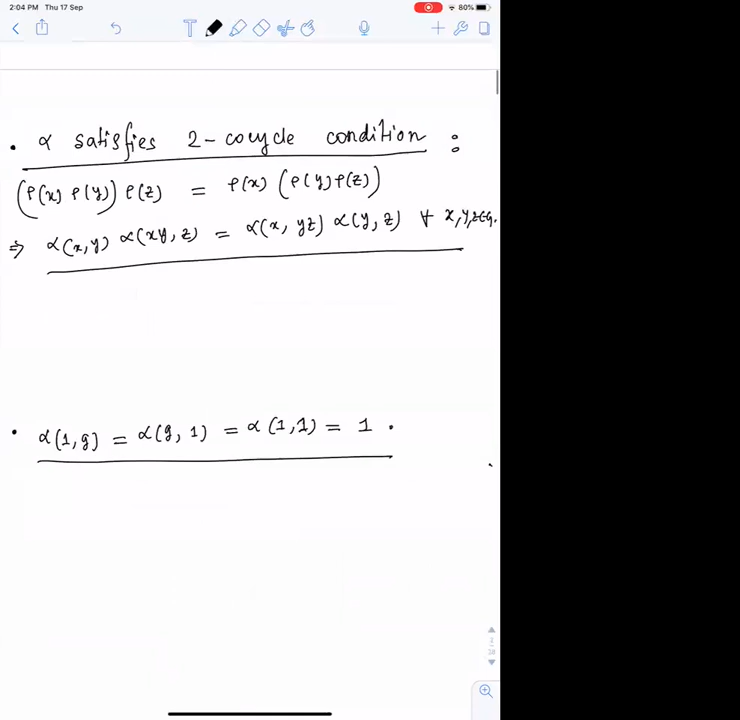 2:04 PM Thu 17 Sep 80%
• α satisfies 2-cocycle condition :
(ρ(x) ρ(y)) ρ(z) = ρ(x) (ρ(y) ρ(z))
⇒ α(x,y) α(xy, z) = α(x, yz) α(y, z) ∀ x,y,z∈G.
• α(1,g) = α(g, 1) = α(1,1) = 1 .